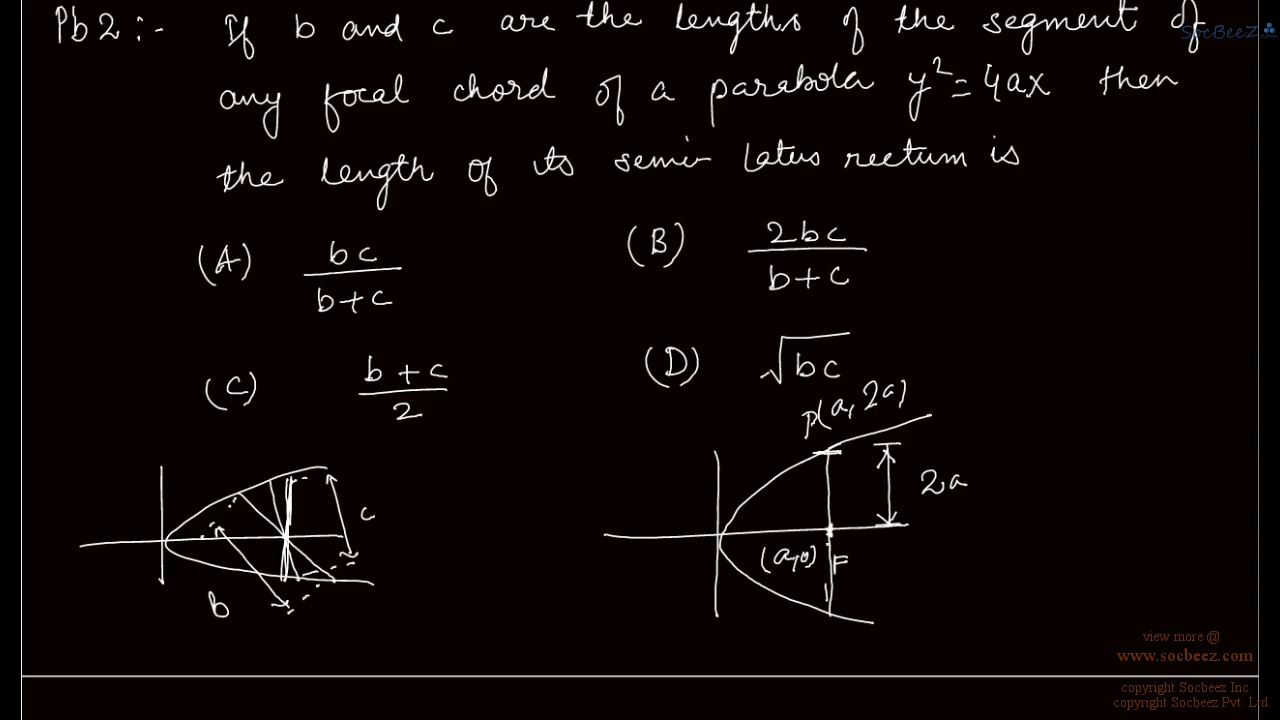 Pb2:- If b and c are the lengths of the segment of
SocBeeZ
any focal chord of a parabola y² = 4ax then
the length of its semi- latus rectum is
(A) bc / b+c (B) 2bc / b+c
(C) b+c / 2 (D) √bc
P(a, 2a)
c
2a
(a,0) F
b
view more @
www.socbeez.com
copyright Socbeez Inc.
copyright Socbeez Pvt. Ltd.